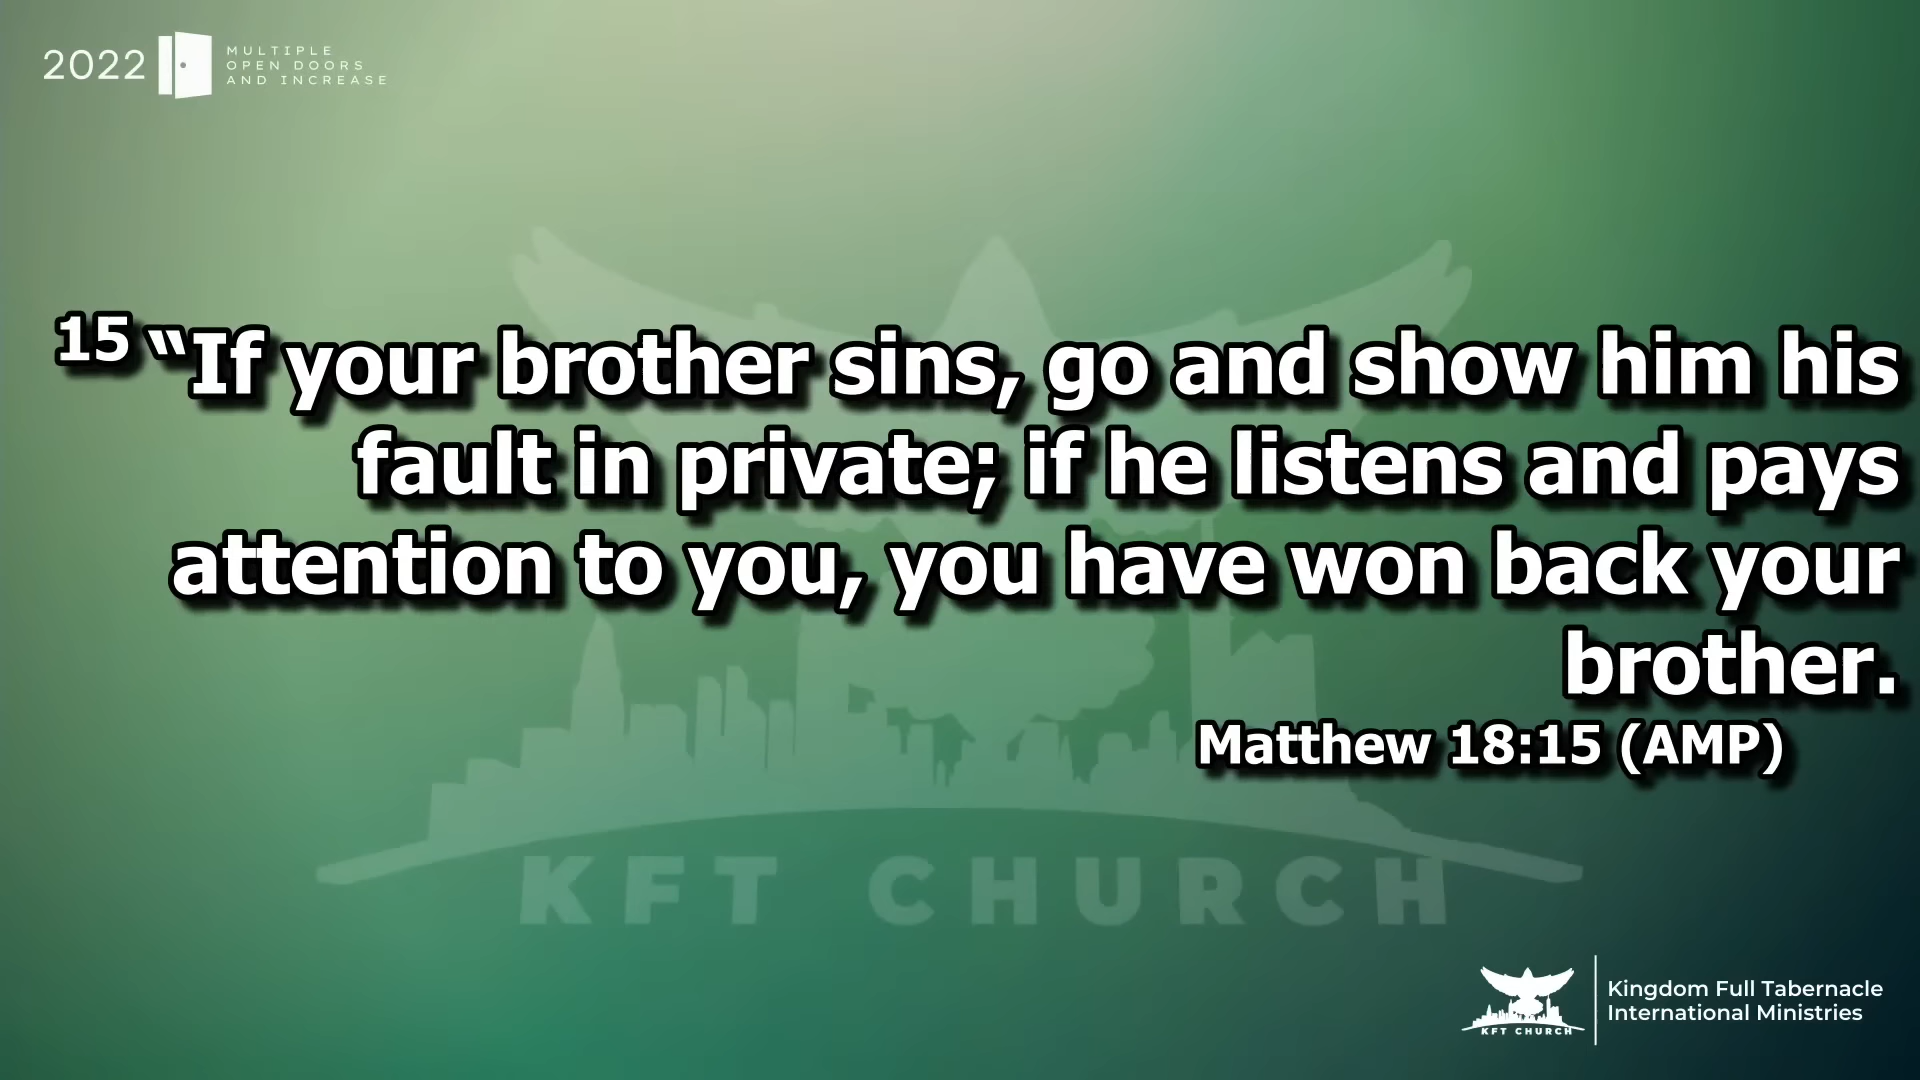 2022
MULTIPLE
OPEN DOORS
AND INCREASE
15 “If your brother sins, go and show him his
fault in private; if he listens and pays
attention to you, you have won back your
brother.
Matthew 18:15 (AMP)
KFT CHURCH
KFT CHURCH
Kingdom Full Tabernacle
International Ministries